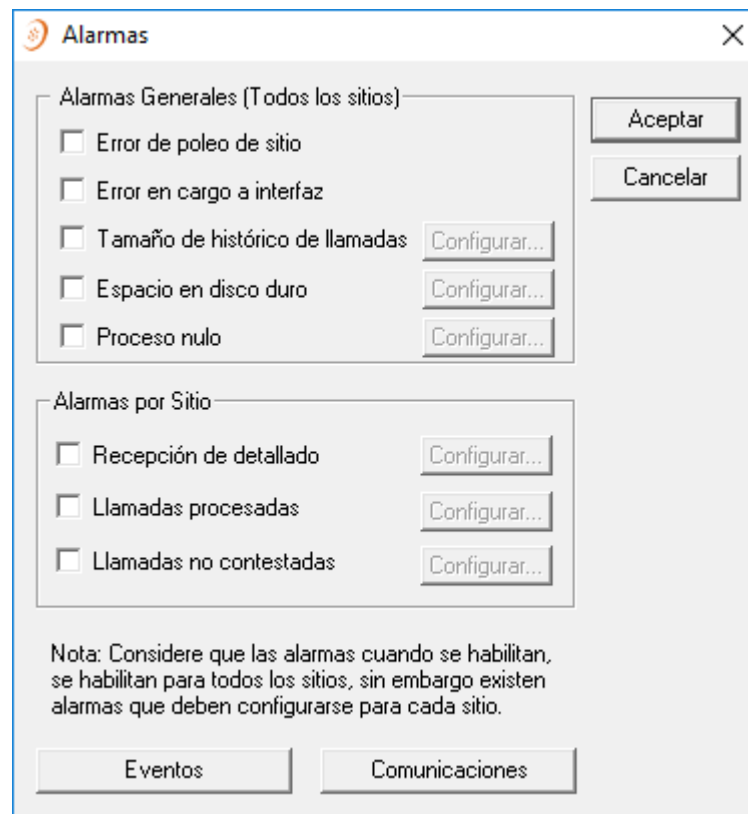 Alarmas
Alarmas Generales (Todos los sitios)
Aceptar
Error de poleo de sitio
Cancelar
Error en cargo a interfaz
Tamaño de histórico de llamadas Configurar...
Espacio en disco duro Configurar...
Proceso nulo Configurar...
Alarmas por Sitio
Recepción de detallado Configurar...
Llamadas procesadas Configurar...
Llamadas no contestadas Configurar...
Nota: Considere que las alarmas cuando se habilitan,
se habilitan para todos los sitios, sin embargo existen
alarmas que deben configurarse para cada sitio.
Eventos Comunicaciones